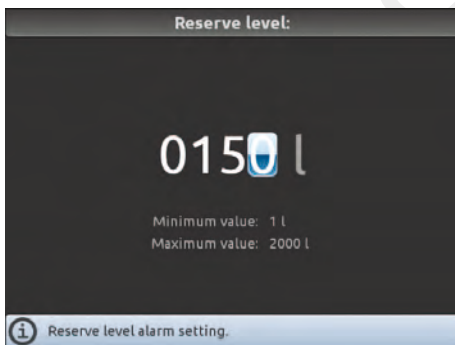 Reserve level:
0150 l
Minimum value: 1 l
Maximum value: 2000 l
Reserve level alarm setting.